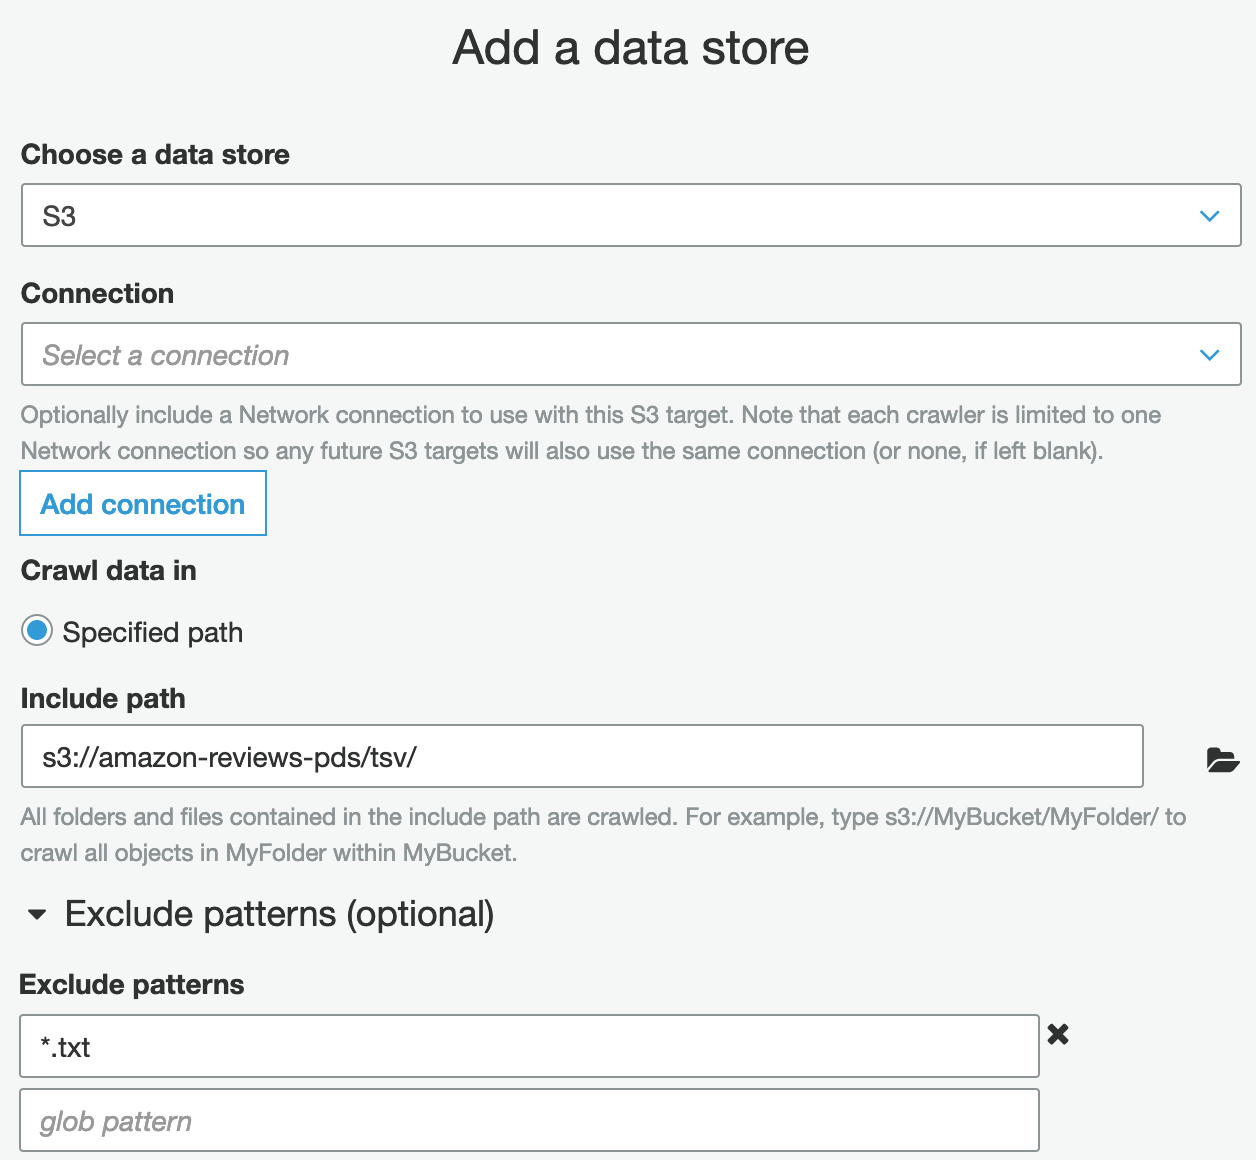 Add a data store
Choose a data store
S3
Connection
Select a connection
Optionally include a Network connection to use with this S3 target. Note that each crawler is limited to one
Network connection so any future S3 targets will also use the same connection (or none, if left blank).
Add connection
Crawl data in
Specified path
Include path
s3://amazon-reviews-pds/tsv/
All folders and files contained in the include path are crawled. For example, type s3://MyBucket/MyFolder/ to
crawl all objects in MyFolder within MyBucket.
Exclude patterns (optional)
Exclude patterns
*.txt
glob pattern